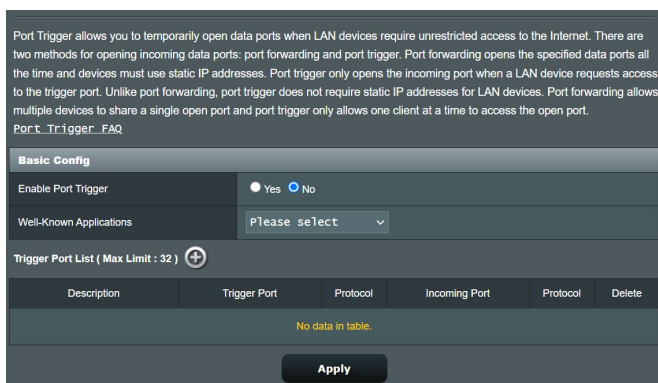 Port Trigger allows you to temporarily open data ports when LAN devices require unrestricted access to the Internet. There are
two methods for opening incoming data ports: port forwarding and port trigger. Port forwarding opens the specified data ports all
the time and devices must use static IP addresses. Port trigger only opens the incoming port when a LAN device requests access
to the trigger port. Unlike port forwarding, port trigger does not require static IP addresses for LAN devices. Port forwarding allows
multiple devices to share a single open port and port trigger only allows one client at a time to access the open port.
Port Trigger FAQ
Basic Config
Enable Port Trigger Yes No
Well-Known Applications Please select
Trigger Port List ( Max Limit : 32 )
Description Trigger Port Protocol Incoming Port Protocol Delete
No data in table.
Apply